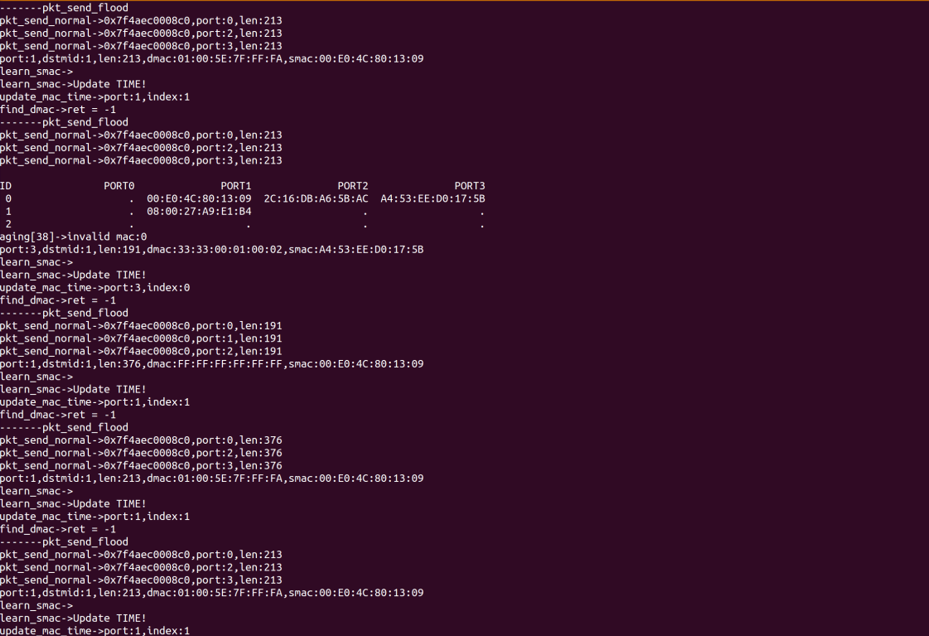 -------pkt_send_flood
pkt_send_normal->0x7f4aec0008c0,port:0,len:213
pkt_send_normal->0x7f4aec0008c0,port:2,len:213
pkt_send_normal->0x7f4aec0008c0,port:3,len:213
port:1,dstmid:1,len:213,dmac:01:00:5E:7F:FF:FA,smac:00:E0:4C:80:13:09
learn_smac->
learn_smac->Update TIME!
update_mac_time->port:1,index:1
find_dmac->ret = -1
-------pkt_send_flood
pkt_send_normal->0x7f4aec0008c0,port:0,len:213
pkt_send_normal->0x7f4aec0008c0,port:2,len:213
pkt_send_normal->0x7f4aec0008c0,port:3,len:213
ID PORT0 PORT1 PORT2 PORT3
0 . 00:E0:4C:80:13:09 2C:16:DB:A6:5B:AC A4:53:EE:D0:17:5B
1 . 08:00:27:A9:E1:B4 . .
2 . . . .
aging[38]->invalid mac:0
port:3,dstmid:1,len:191,dmac:33:33:00:01:00:02,smac:A4:53:EE:D0:17:5B
learn_smac->
learn_smac->Update TIME!
update_mac_time->port:3,index:0
find_dmac->ret = -1
-------pkt_send_flood
pkt_send_normal->0x7f4aec0008c0,port:0,len:191
pkt_send_normal->0x7f4aec0008c0,port:1,len:191
pkt_send_normal->0x7f4aec0008c0,port:2,len:191
port:1,dstmid:1,len:376,dmac:FF:FF:FF:FF:FF:FF,smac:00:E0:4C:80:13:09
learn_smac->
learn_smac->Update TIME!
update_mac_time->port:1,index:1
find_dmac->ret = -1
-------pkt_send_flood
pkt_send_normal->0x7f4aec0008c0,port:0,len:376
pkt_send_normal->0x7f4aec0008c0,port:2,len:376
pkt_send_normal->0x7f4aec0008c0,port:3,len:376
port:1,dstmid:1,len:213,dmac:01:00:5E:7F:FF:FA,smac:00:E0:4C:80:13:09
learn_smac->
learn_smac->Update TIME!
update_mac_time->port:1,index:1
find_dmac->ret = -1
-------pkt_send_flood
pkt_send_normal->0x7f4aec0008c0,port:0,len:213
pkt_send_normal->0x7f4aec0008c0,port:2,len:213
pkt_send_normal->0x7f4aec0008c0,port:3,len:213
port:1,dstmid:1,len:213,dmac:01:00:5E:7F:FF:FA,smac:00:E0:4C:80:13:09
learn_smac->
learn_smac->Update TIME!
update_mac_time->port:1,index:1